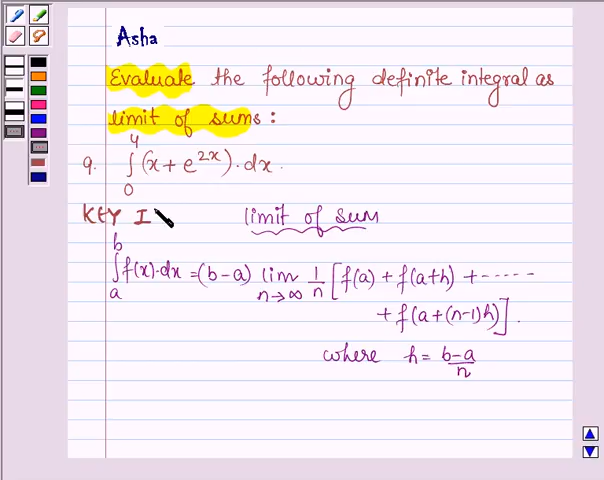 Asha
Evaluate the following definite integral as
limit of sums :
9. ∫₀⁴ (x + e^{2x}) · dx.
KEY I
limit of sum
∫ₐᵇ f(x)·dx = (b-a) lim_{n→∞} 1/n [f(a) + f(a+h) + ------
+ f(a+(n-1)h)].
where h = b-a/n